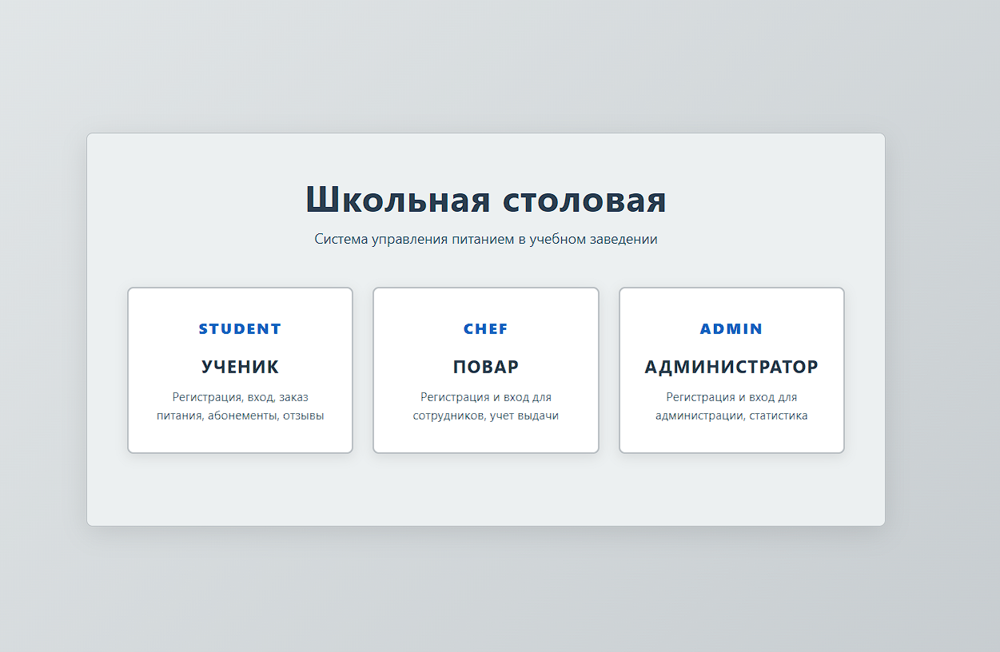 Школьная столовая
Система управления питанием в учебном заведении
STUDENT
УЧЕНИК
Регистрация, вход, заказ
питания, абонементы, отзывы
CHEF
ПОВАР
Регистрация и вход для
сотрудников, учет выдачи
ADMIN
АДМИНИСТРАТОР
Регистрация и вход для
администрации, статистика